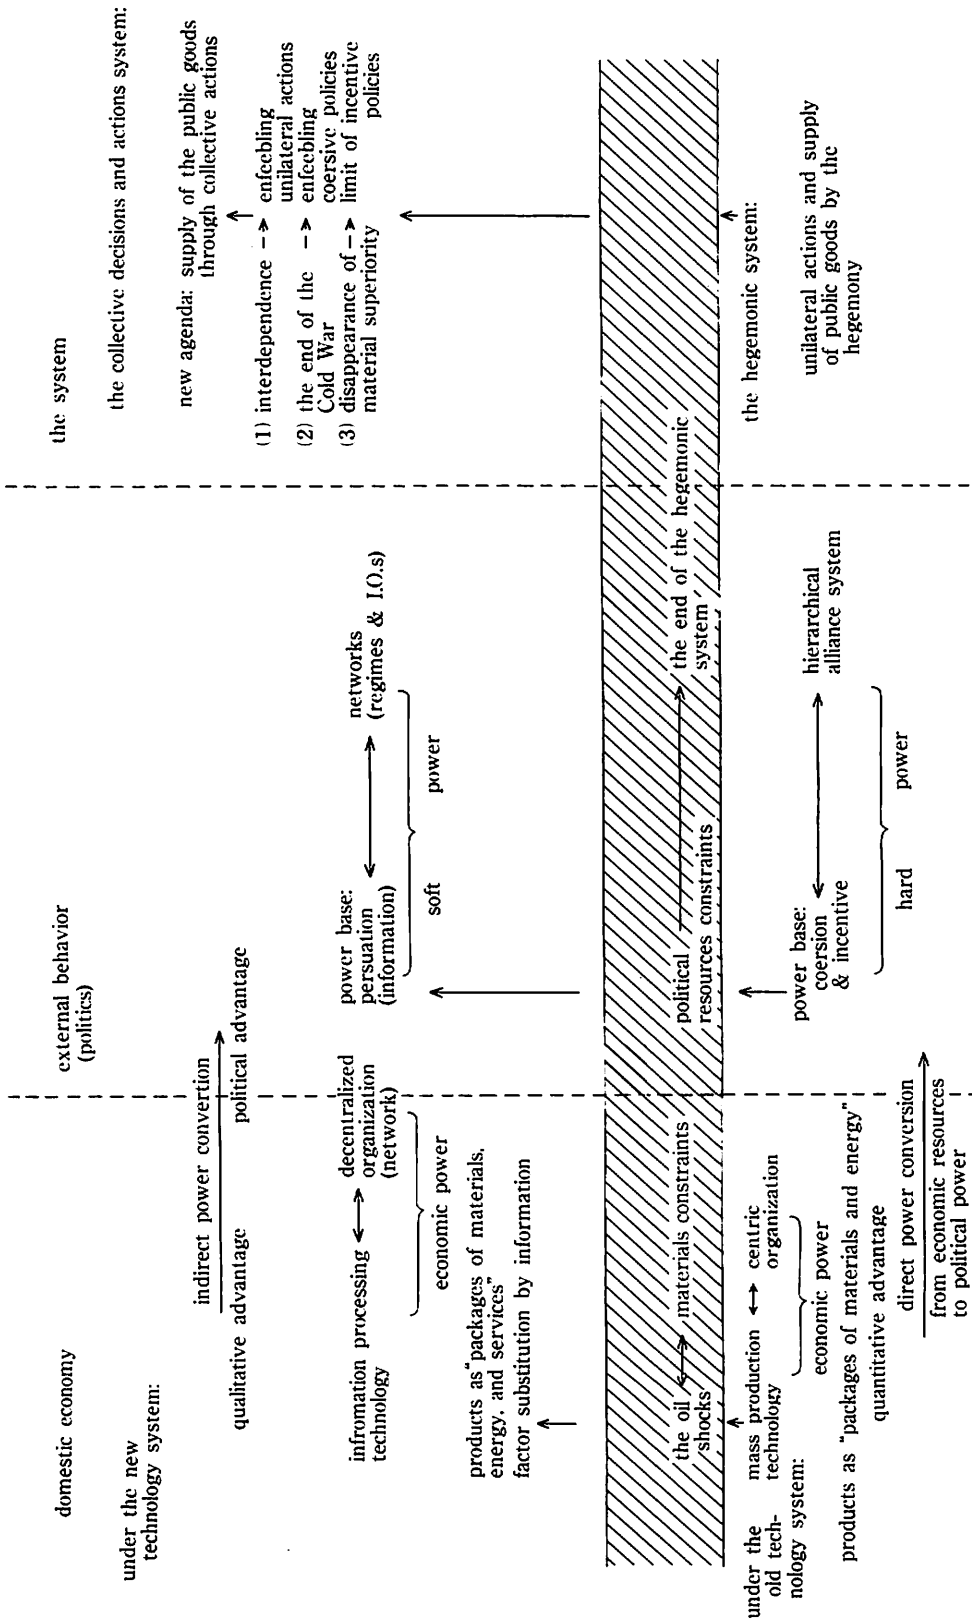 domestic economy
external behavior
(politics)
the system
under the new
technology system:
the collective decisions and actions system:
indirect power convertion
qualitative advantage
political advantage
new agenda: supply of the public goods
through collective actions
infromation processing
technology
decentralized
organization
(network)
economic power
products as "packages of materials,
energy, and services"
factor substitution by information
power base:
persuation
(information)
networks
(regimes & I.O.s)
soft power
(1) interdependence → enfeebling
unilateral actions
(2) the end of the → enfeebling
Cold War coersive policies
(3) disappearance of → limit of incentive
material superiority policies
the oil
shocks
materials constraints
political
resources constraints
the end of the hegemonic
system
under the
old tech-
nology system:
mass production
technology
centric
organization
economic power
products as "packages of materials and energy"
quantitative advantage
direct power conversion
from economic resources
to political power
power base:
coersion
& incentive
hierarchical
alliance system
hard power
the hegemonic system:
unilateral actions and supply
of public goods by the
hegemony